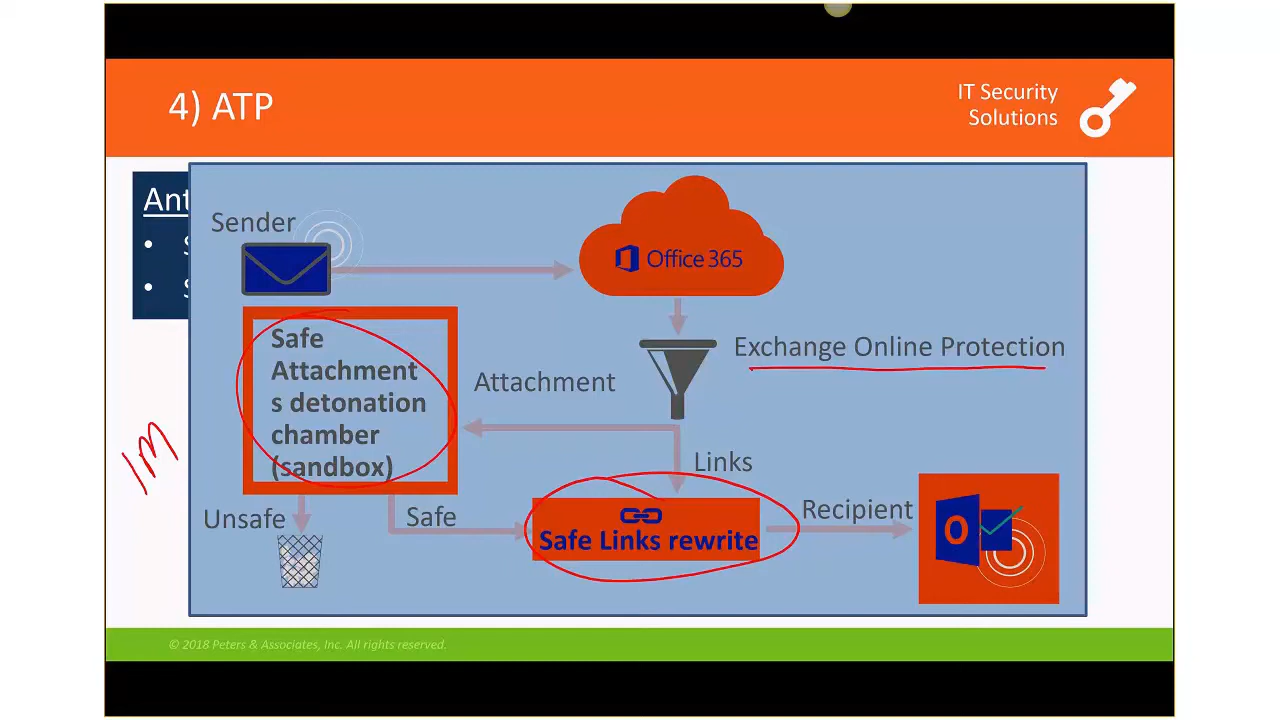 4) ATP
IT Security
Solutions
Ant
•
•
Sender
Office 365
Safe
Attachment
s detonation
chamber
(sandbox)
Attachment
Exchange Online Protection
1M
Links
Unsafe
Safe
Safe Links rewrite
Recipient
O
© 2018 Peters & Associates, Inc. All rights reserved.